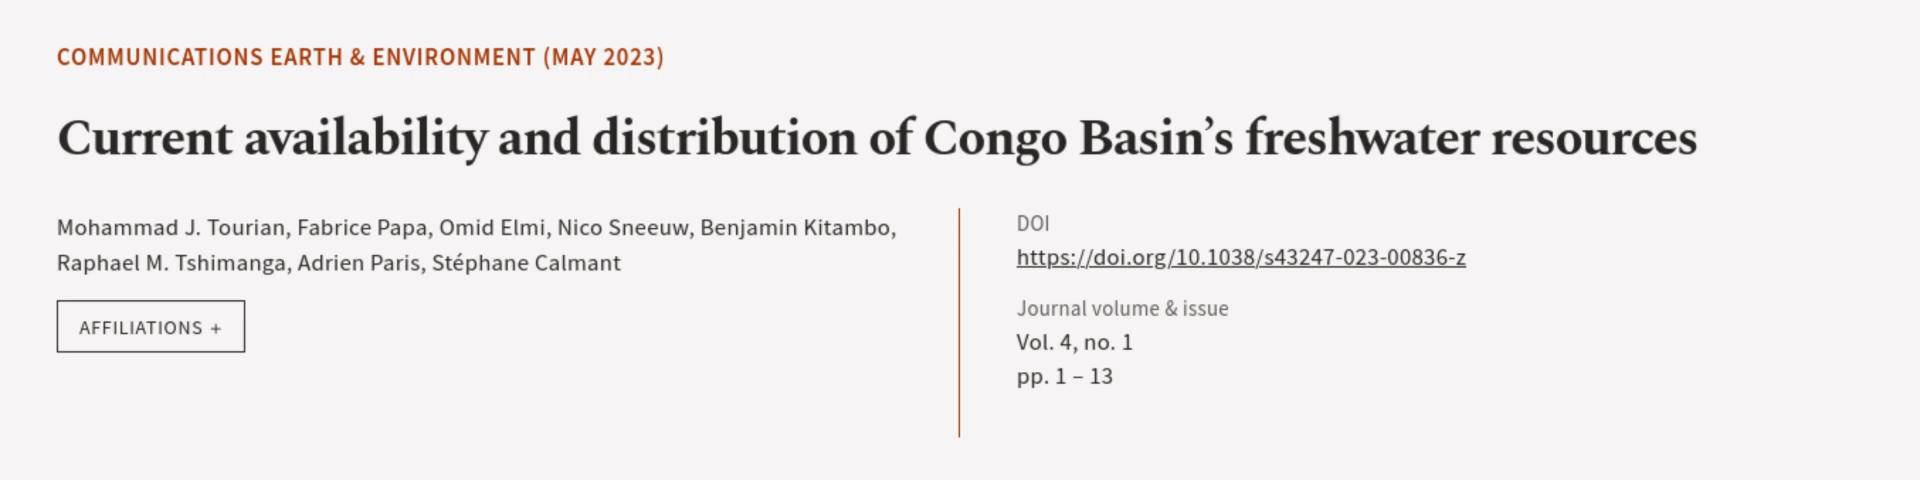 COMMUNICATIONS EARTH & ENVIRONMENT (MAY 2023)
Current availability and distribution of Congo Basin’s freshwater resources
Mohammad J. Tourian, Fabrice Papa, Omid Elmi, Nico Sneeuw, Benjamin Kitambo,
Raphael M. Tshimanga, Adrien Paris, Stéphane Calmant
AFFILIATIONS +
DOI
https://doi.org/10.1038/s43247-023-00836-z
Journal volume & issue
Vol. 4, no. 1
pp. 1 – 13